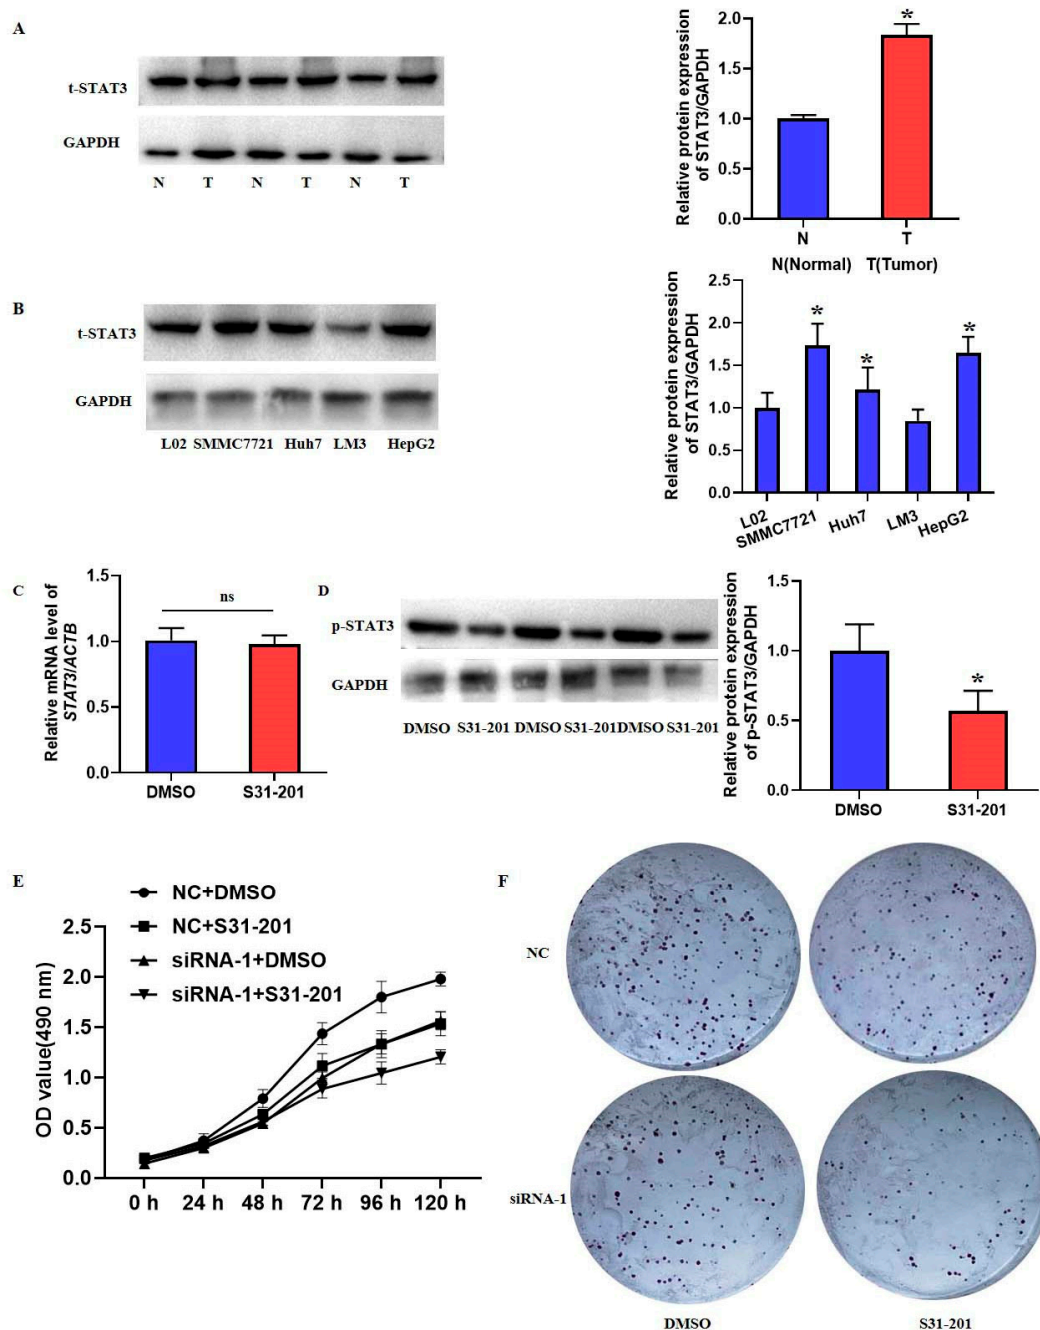 A
t-STAT3
GAPDH
N T N T N T
Relative protein expression
of STAT3/GAPDH
2.0
1.5
1.0
0.5
0.0
*
N T
N(Normal) T(Tumor)
B
t-STAT3
GAPDH
L02 SMMC7721 Huh7 LM3 HepG2
Relative protein expression
of STAT3/GAPDH
2.5
2.0
1.5
1.0
0.5
0.0
* * *
L02
SMMC7721
Huh7
LM3
HepG2
C
Relative mRNA level of
STAT3/ACTB
1.5
1.0
0.5
0.0
ns
DMSO S31-201
D
p-STAT3
GAPDH
DMSO S31-201 DMSO S31-201 DMSO S31-201
Relative protein expression
of p-STAT3/GAPDH
1.5
1.0
0.5
0.0
*
DMSO S31-201
E
NC+DMSO
NC+S31-201
siRNA-1+DMSO
siRNA-1+S31-201
OD value(490 nm)
2.5
2.0
1.5
1.0
0.5
0.0
0 h 24 h 48 h 72 h 96 h 120 h
F
NC
siRNA-1
DMSO S31-201